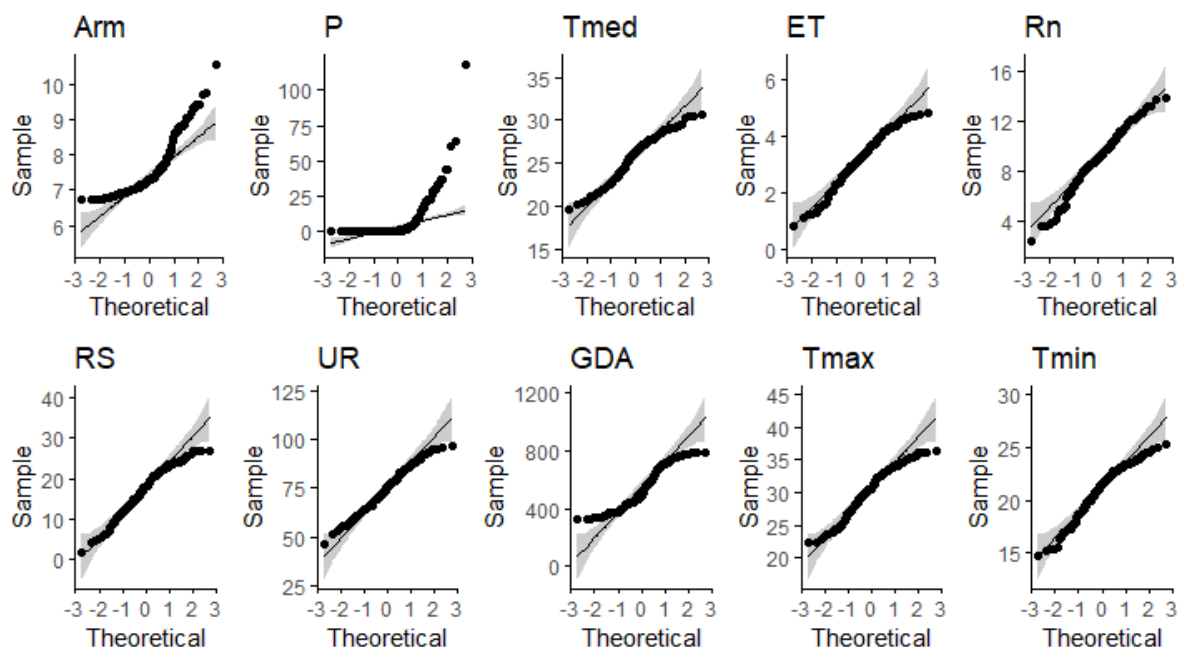 Arm P Tmed ET Rn
10 9 8 7 6
100 75 50 25 0
35 30 25 20 15
6 4 2 0
16 12 8 4
Sample Sample Sample Sample Sample
-3 -2 -1 0 1 2 3 -3 -2 -1 0 1 2 3 -3 -2 -1 0 1 2 3 -3 -2 -1 0 1 2 3 -3 -2 -1 0 1 2 3
Theoretical Theoretical Theoretical Theoretical Theoretical
RS UR GDA Tmax Tmin
40 30 20 10 0
125 100 75 50 25
1200 800 400 0
45 40 35 30 25 20
30 25 20 15
Sample Sample Sample Sample Sample
-3 -2 -1 0 1 2 3 -3 -2 -1 0 1 2 3 -3 -2 -1 0 1 2 3 -3 -2 -1 0 1 2 3 -3 -2 -1 0 1 2 3
Theoretical Theoretical Theoretical Theoretical Theoretical